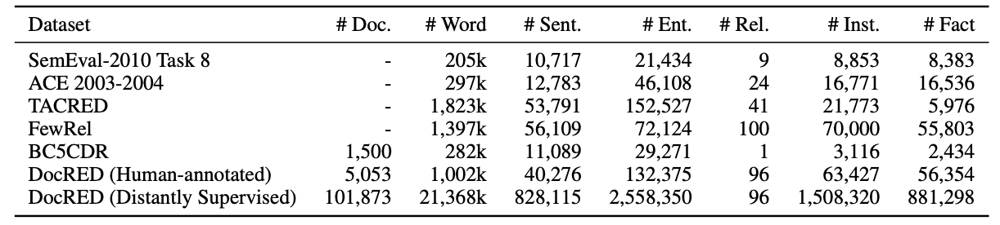 Dataset # Doc. # Word # Sent. # Ent. # Rel. # Inst. # Fact
SemEval-2010 Task 8 - 205k 10,717 21,434 9 8,853 8,383
ACE 2003-2004 - 297k 12,783 46,108 24 16,771 16,536
TACRED - 1,823k 53,791 152,527 41 21,773 5,976
FewRel - 1,397k 56,109 72,124 100 70,000 55,803
BC5CDR 1,500 282k 11,089 29,271 1 3,116 2,434
DocRED (Human-annotated) 5,053 1,002k 40,276 132,375 96 63,427 56,354
DocRED (Distantly Supervised) 101,873 21,368k 828,115 2,558,350 96 1,508,320 881,298